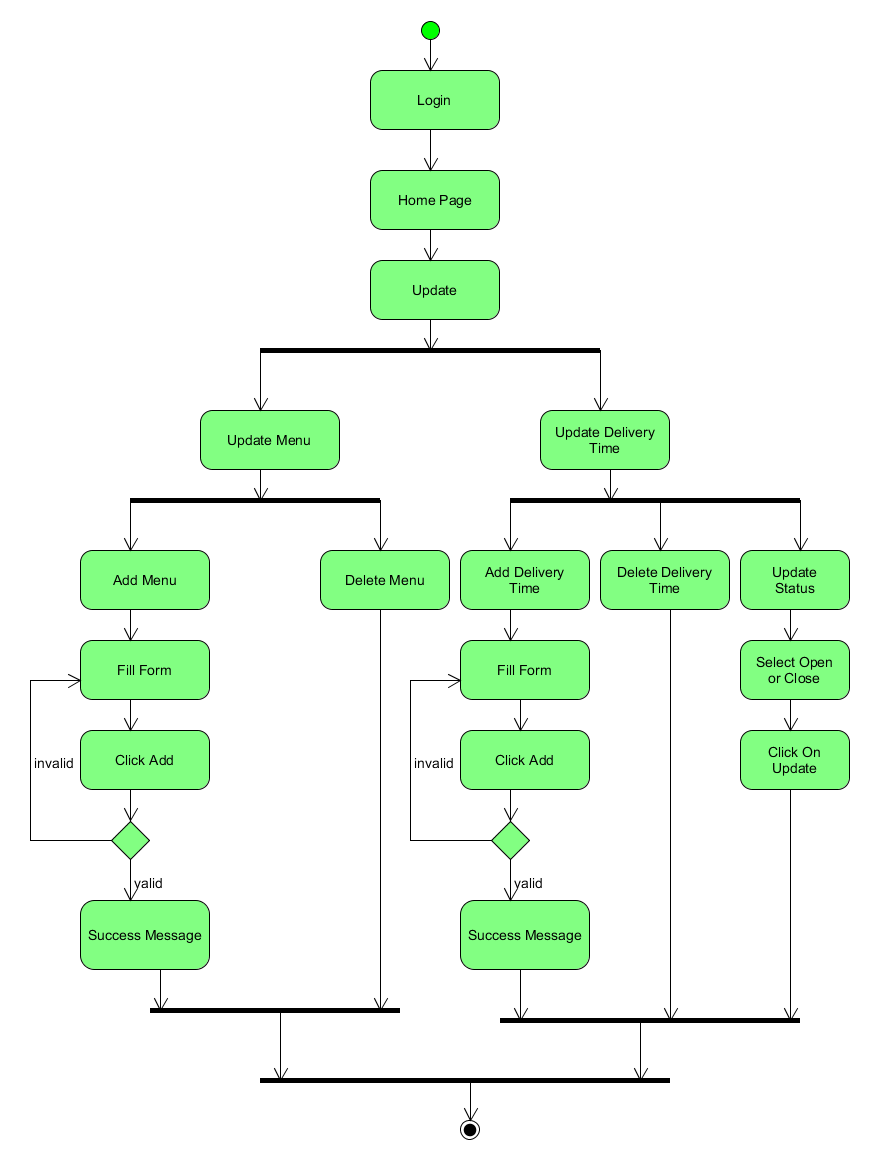 Login
Home Page
Update
Update Menu
Update Delivery
Time
Add Menu
Delete Menu
Add Delivery
Time
Delete Delivery
Time
Update
Status
Fill Form
Fill Form
Select Open
or Close
Click Add
Click Add
Click On
Update
invalid
invalid
valid
valid
Success Message
Success Message